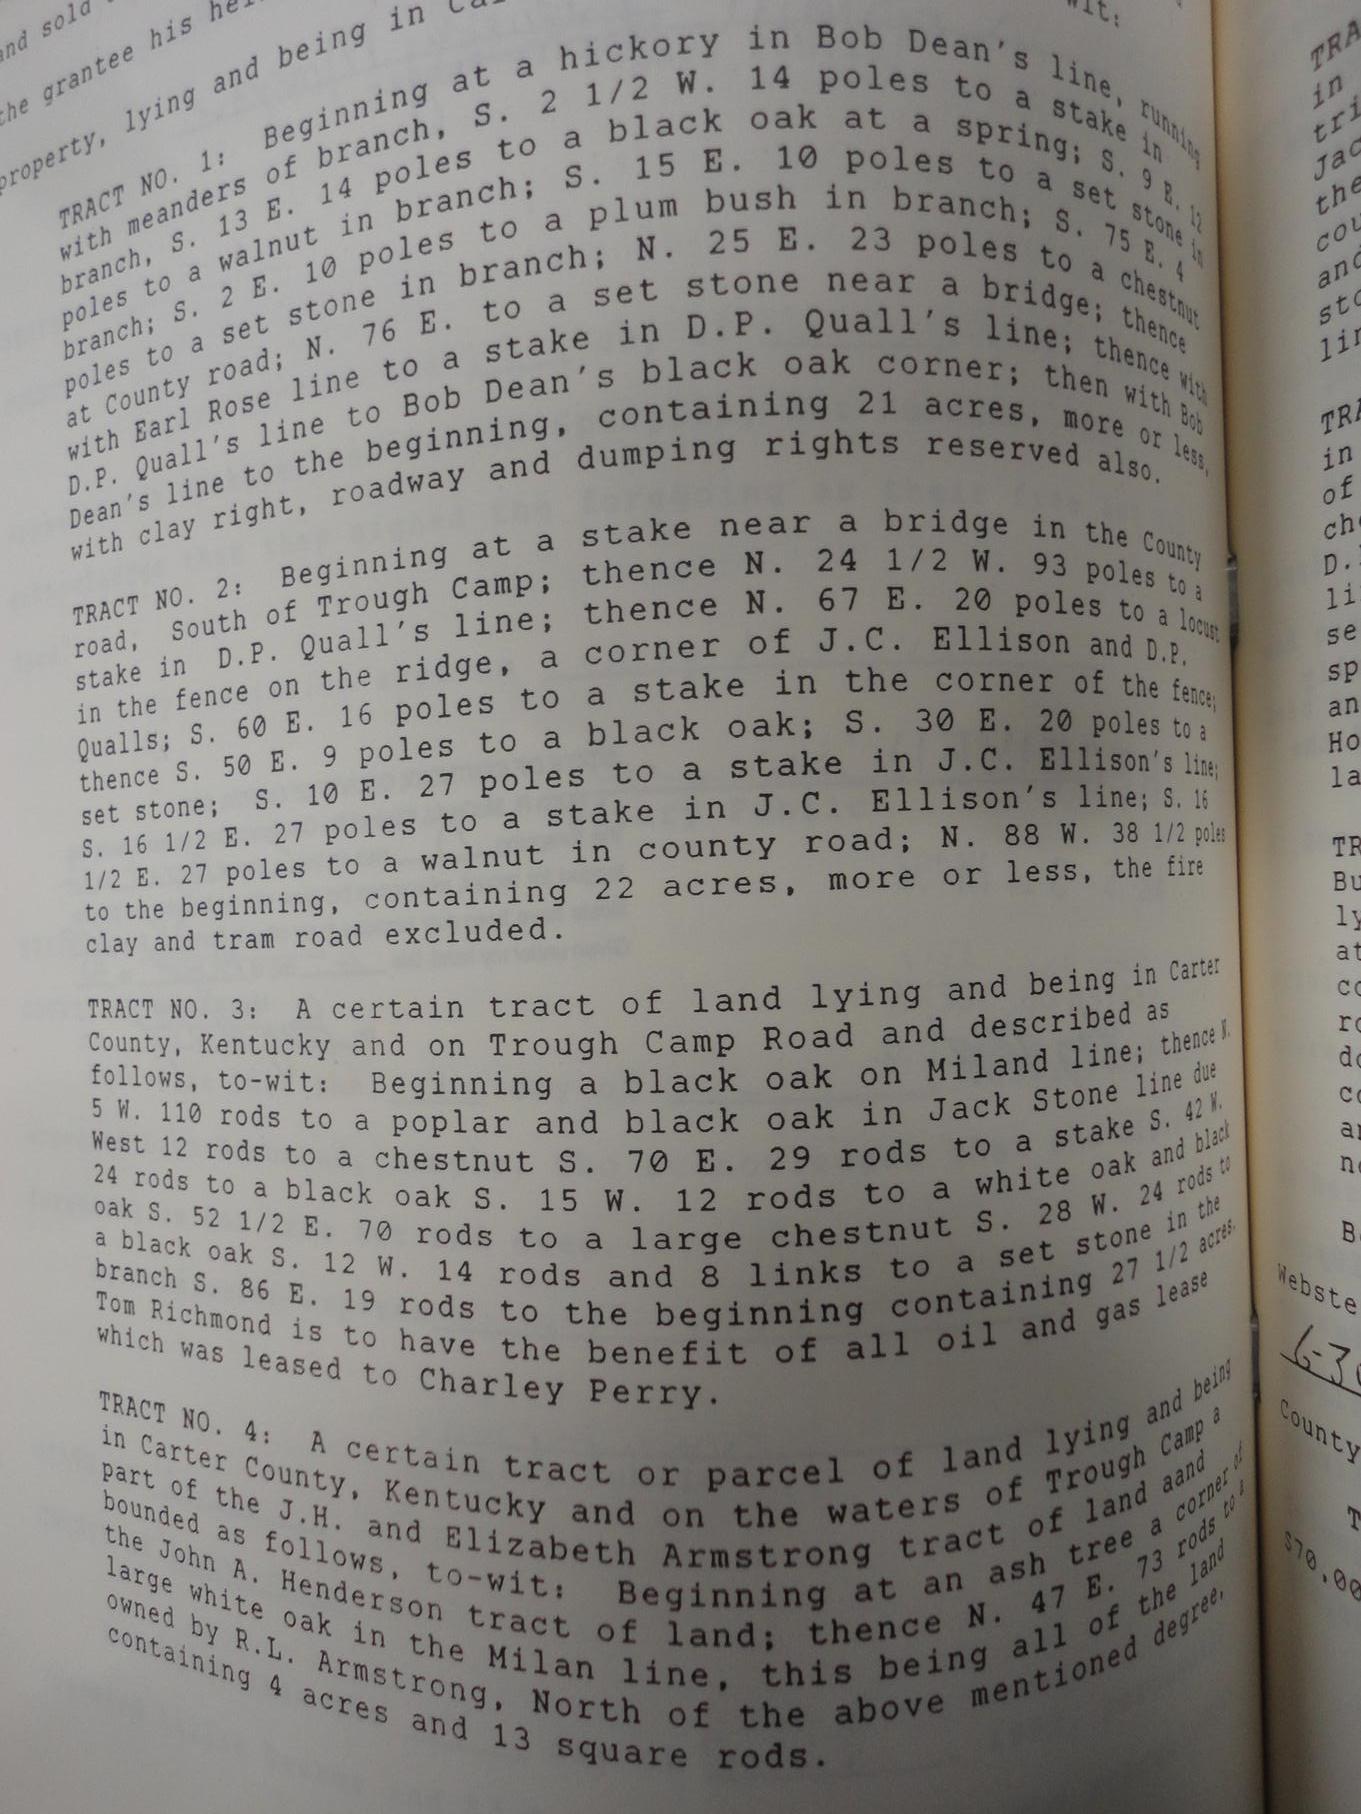 and sold
wit:
the grantee his
property, lying and being in
TRACT NO. 1: Beginning at a hickory in Bob Dean's line, running
with meanders of branch, S. 2 1/2 W. 14 poles to a stake in
branch, S. 13 E. 14 poles to a black oak at a spring; S. 9 E. 12
poles to a walnut in branch; S. 15 E. 10 poles to a set stone in
branch; S. 2 E. 10 poles to a plum bush in branch; S. 75 E. 4
poles to a set stone in branch; N. 25 E. 23 poles to a chestnut
at County road; N. 76 E. to a set stone near a bridge; thence
with Earl Rose line to a stake in D.P. Quall's line; thence with
D.P. Quall's line to Bob Dean's black oak corner; then with Bob
Dean's line to the beginning, containing 21 acres, more or less,
with clay right, roadway and dumping rights reserved also.
TRACT NO. 2: Beginning at a stake near a bridge in the County
road, South of Trough Camp; thence N. 24 1/2 W. 93 poles to a
stake in D.P. Quall's line; thence N. 67 E. 20 poles to a locust
in the fence on the ridge, a corner of J.C. Ellison and D.P.
Qualls; S. 60 E. 16 poles to a stake in the corner of the fence;
thence S. 50 E. 9 poles to a black oak; S. 30 E. 20 poles to a
set stone; S. 10 E. 27 poles to a stake in J.C. Ellison's line;
S. 16 1/2 E. 27 poles to a stake in J.C. Ellison's line; S. 16
1/2 E. 27 poles to a walnut in county road; N. 88 W. 38 1/2 poles
to the beginning, containing 22 acres, more or less, the fire
clay and tram road excluded.
TRACT NO. 3: A certain tract of land lying and being in Carter
County, Kentucky and on Trough Camp Road and described as
follows, to-wit: Beginning a black oak on Miland line; thence N.
5 W. 110 rods to a poplar and black oak in Jack Stone line due
West 12 rods to a chestnut S. 70 E. 29 rods to a stake S. 42 W.
24 rods to a black oak S. 15 W. 12 rods to a white oak and black
oak S. 52 1/2 E. 70 rods to a large chestnut S. 28 W. 24 rods to
a black oak S. 12 W. 14 rods and 8 links to a set stone in the
branch S. 86 E. 19 rods to the beginning containing 27 1/2 acres.
Tom Richmond is to have the benefit of all oil and gas lease
which was leased to Charley Perry.
TRACT NO. 4: A certain tract or parcel of land lying and being
in Carter County, Kentucky and on the waters of Trough Camp a
part of the J.H. and Elizabeth Armstrong tract of land aand
bounded as follows, to-wit: Beginning at an ash tree a corner of
the John A. Henderson tract of land; thence N. 47 E. 73 rods to a
large white oak in the Milan line, this being all of the land
owned by R.L. Armstrong, North of the above mentioned degree,
containing 4 acres and 13 square rods.
in
the
and
in
of
D.
an
at
County
$70.00